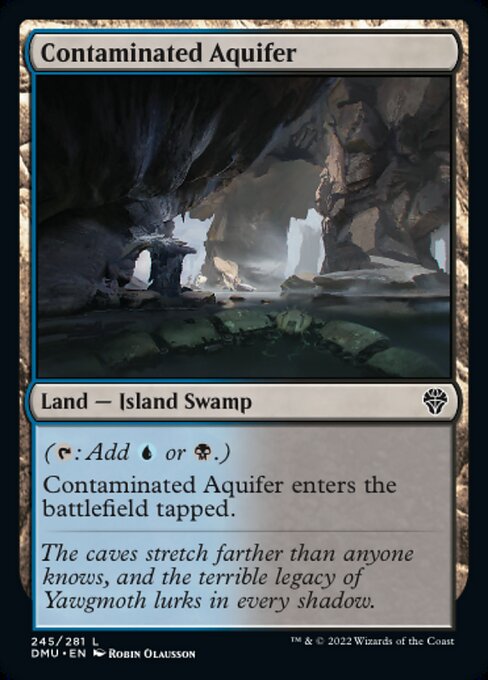 Contaminated Aquifer
Land — Island Swamp
(: Add or .)
Contaminated Aquifer enters the
battlefield tapped.
The caves stretch farther than anyone
knows, and the terrible legacy of
Yawgmoth lurks in every shadow.
245/281 L
DMU • EN Robin Olausson
™ & © 2022 Wizards of the Coast